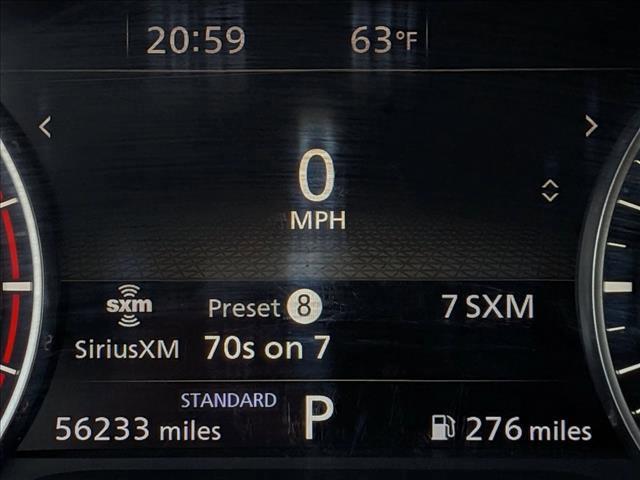 20:59 63°F
0
MPH
sxm Preset 8 7 SXM
SiriusXM 70s on 7
STANDARD
56233 miles P 276 miles